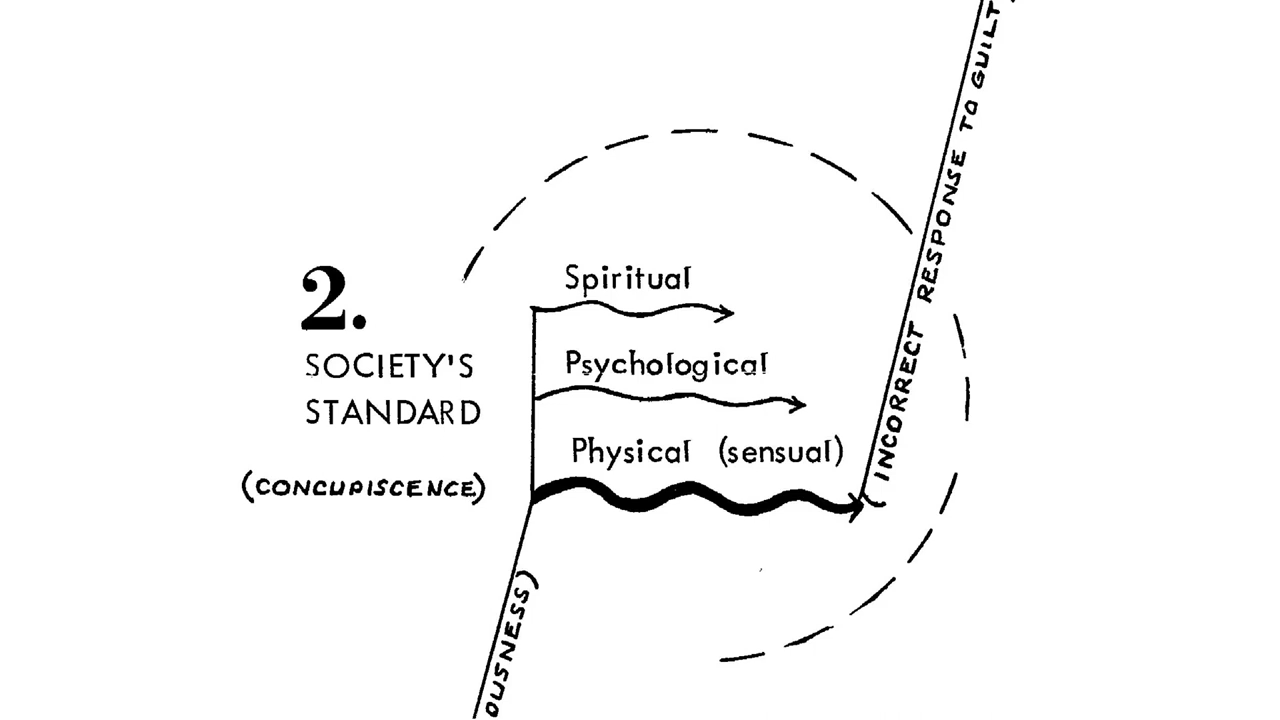 (INCORRECT RESPONSE TO GUILT
Spiritual
2.
SOCIETY'S
Psychological
STANDARD
Physical (sensual)
(CONCUPISCENCE)
OUSNESS)